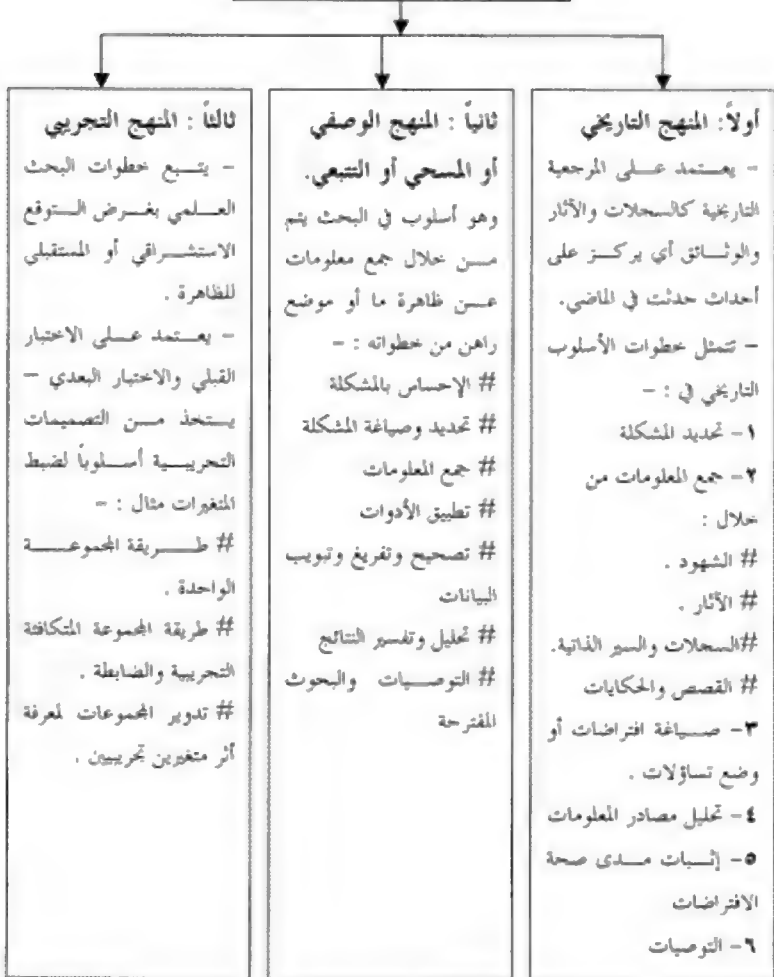 أولاً: المنهج التاريخي
- يعتمد على المرجعية
التاريخية كالسجلات والآثار
والوثائق أي يركز على
أحداث حدثت في الماضي.
- تتمثل خطوات الأسلوب
التاريخي في : -
١- تحديد المشكلة
٢- جمع المعلومات من
خلال :
# الشهود .
# الآثار .
#السجلات والسير الذاتية.
# القصص والحكايات
٣- صياغة افتراضات أو
وضع تساؤلات .
٤- تحليل مصادر المعلومات
٥- إثبات مدى صحة
الافتراضات
٦- التوصيات
ثانياً : المنهج الوصفي
أو المسحي أو التتبعي.
وهو أسلوب في البحث يتم
من خلال جمع معلومات
عن ظاهرة ما أو موضع
راهن من خطواته : -
# الإحساس بالمشكلة
# تحديد وصياغة المشكلة
# جمع المعلومات
# تطبيق الأدوات
# تصحيح وتفريغ وتبويب
البيانات
# تحليل وتفسير النتائج
# التوصيات والبحوث
المقترحة
ثالثاً : المنهج التجريبي
- يتبع خطوات البحث
العلمي بغرض التوقع
الاستشراقي أو المستقبلي
للظاهرة .
- يعتمد على الاختبار
القبلي والاختبار البعدي –
يتخذ من التصميمات
التجريبية أسلوباً لضبط
المتغيرات مثال : -
# طريقة المجموعة
الواحدة .
# طريقة المجموعة المتكافئة
التجريبية والضابطة .
# تدوير المجموعات لمعرفة
أثر متغيرين تجريبيين .